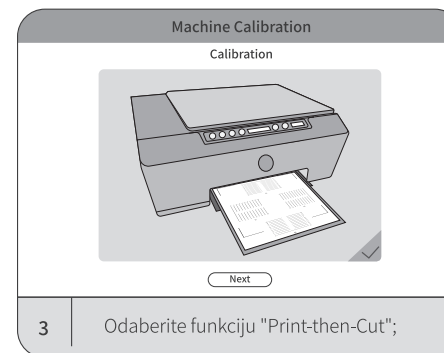 Machine Calibration
Calibration
Next
3 Odaberite funkciju "Print-then-Cut";